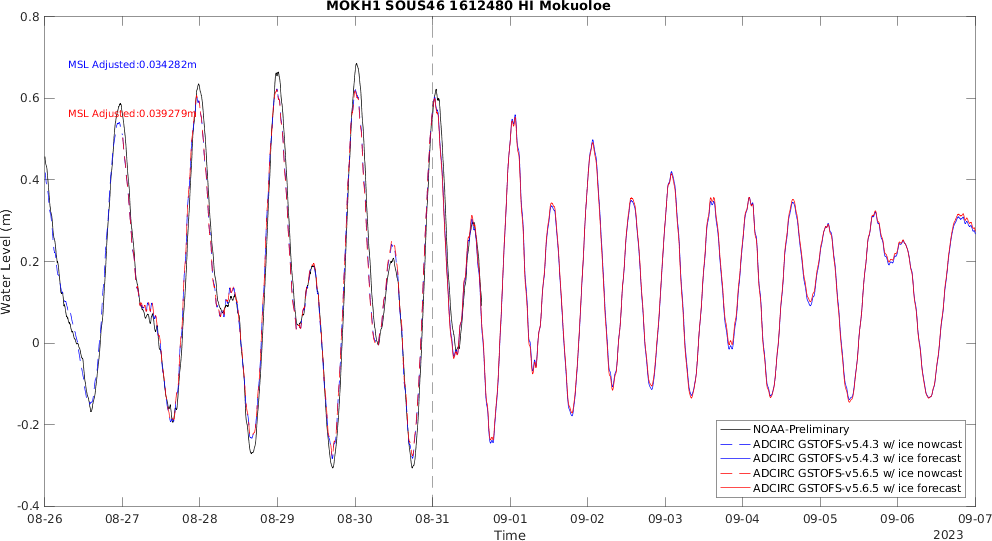 MOKH1 SOUS46 1612480 HI Mokuoloe
0.8
0.6
0.4
0.2
0
-0.2
-0.4
Water Level (m)
MSL Adjusted:0.034282m
MSL Adjusted:0.039279m
NOAA-Preliminary
ADCIRC GSTOFS-v5.4.3 w/ ice nowcast
ADCIRC GSTOFS-v5.4.3 w/ ice forecast
ADCIRC GSTOFS-v5.6.5 w/ ice nowcast
ADCIRC GSTOFS-v5.6.5 w/ ice forecast
08-26 08-27 08-28 08-29 08-30 08-31 09-01 09-02 09-03 09-04 09-05 09-06 09-07
Time
2023